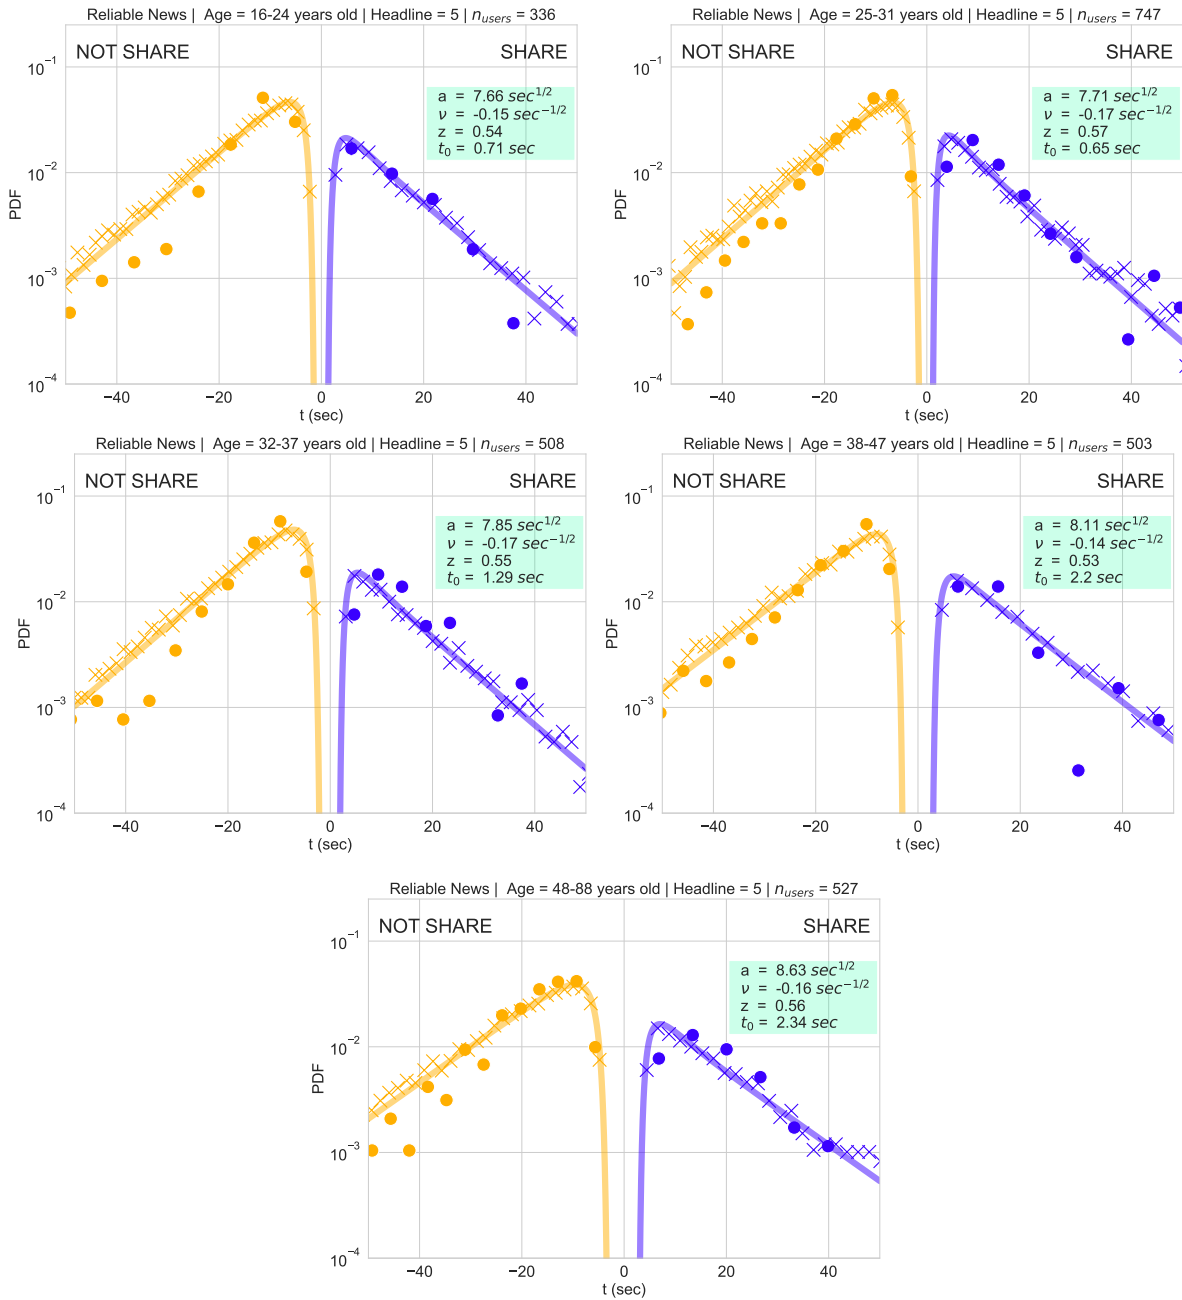 Reliable News | Age = 16-24 years old | Headline = 5 | n_users = 336
NOT SHARE
SHARE
a = 7.66 sec^1/2
ν = -0.15 sec^−1/2
z = 0.54
t_0 = 0.71 sec
PDF
10^−1
10^−2
10^−3
10^−4
−40 −20 0 20 40
t (sec)
Reliable News | Age = 25-31 years old | Headline = 5 | n_users = 747
NOT SHARE
SHARE
a = 7.71 sec^1/2
ν = -0.17 sec^−1/2
z = 0.57
t_0 = 0.65 sec
PDF
10^−1
10^−2
10^−3
10^−4
−40 −20 0 20 40
t (sec)
Reliable News | Age = 32-37 years old | Headline = 5 | n_users = 508
NOT SHARE
SHARE
a = 7.85 sec^1/2
ν = -0.17 sec^−1/2
z = 0.55
t_0 = 1.29 sec
PDF
10^−1
10^−2
10^−3
10^−4
−40 −20 0 20 40
t (sec)
Reliable News | Age = 38-47 years old | Headline = 5 | n_users = 503
NOT SHARE
SHARE
a = 8.11 sec^1/2
ν = -0.14 sec^−1/2
z = 0.53
t_0 = 2.2 sec
PDF
10^−1
10^−2
10^−3
10^−4
−40 −20 0 20 40
t (sec)
Reliable News | Age = 48-88 years old | Headline = 5 | n_users = 527
NOT SHARE
SHARE
a = 8.63 sec^1/2
ν = -0.16 sec^−1/2
z = 0.56
t_0 = 2.34 sec
PDF
10^−1
10^−2
10^−3
10^−4
−40 −20 0 20 40
t (sec)